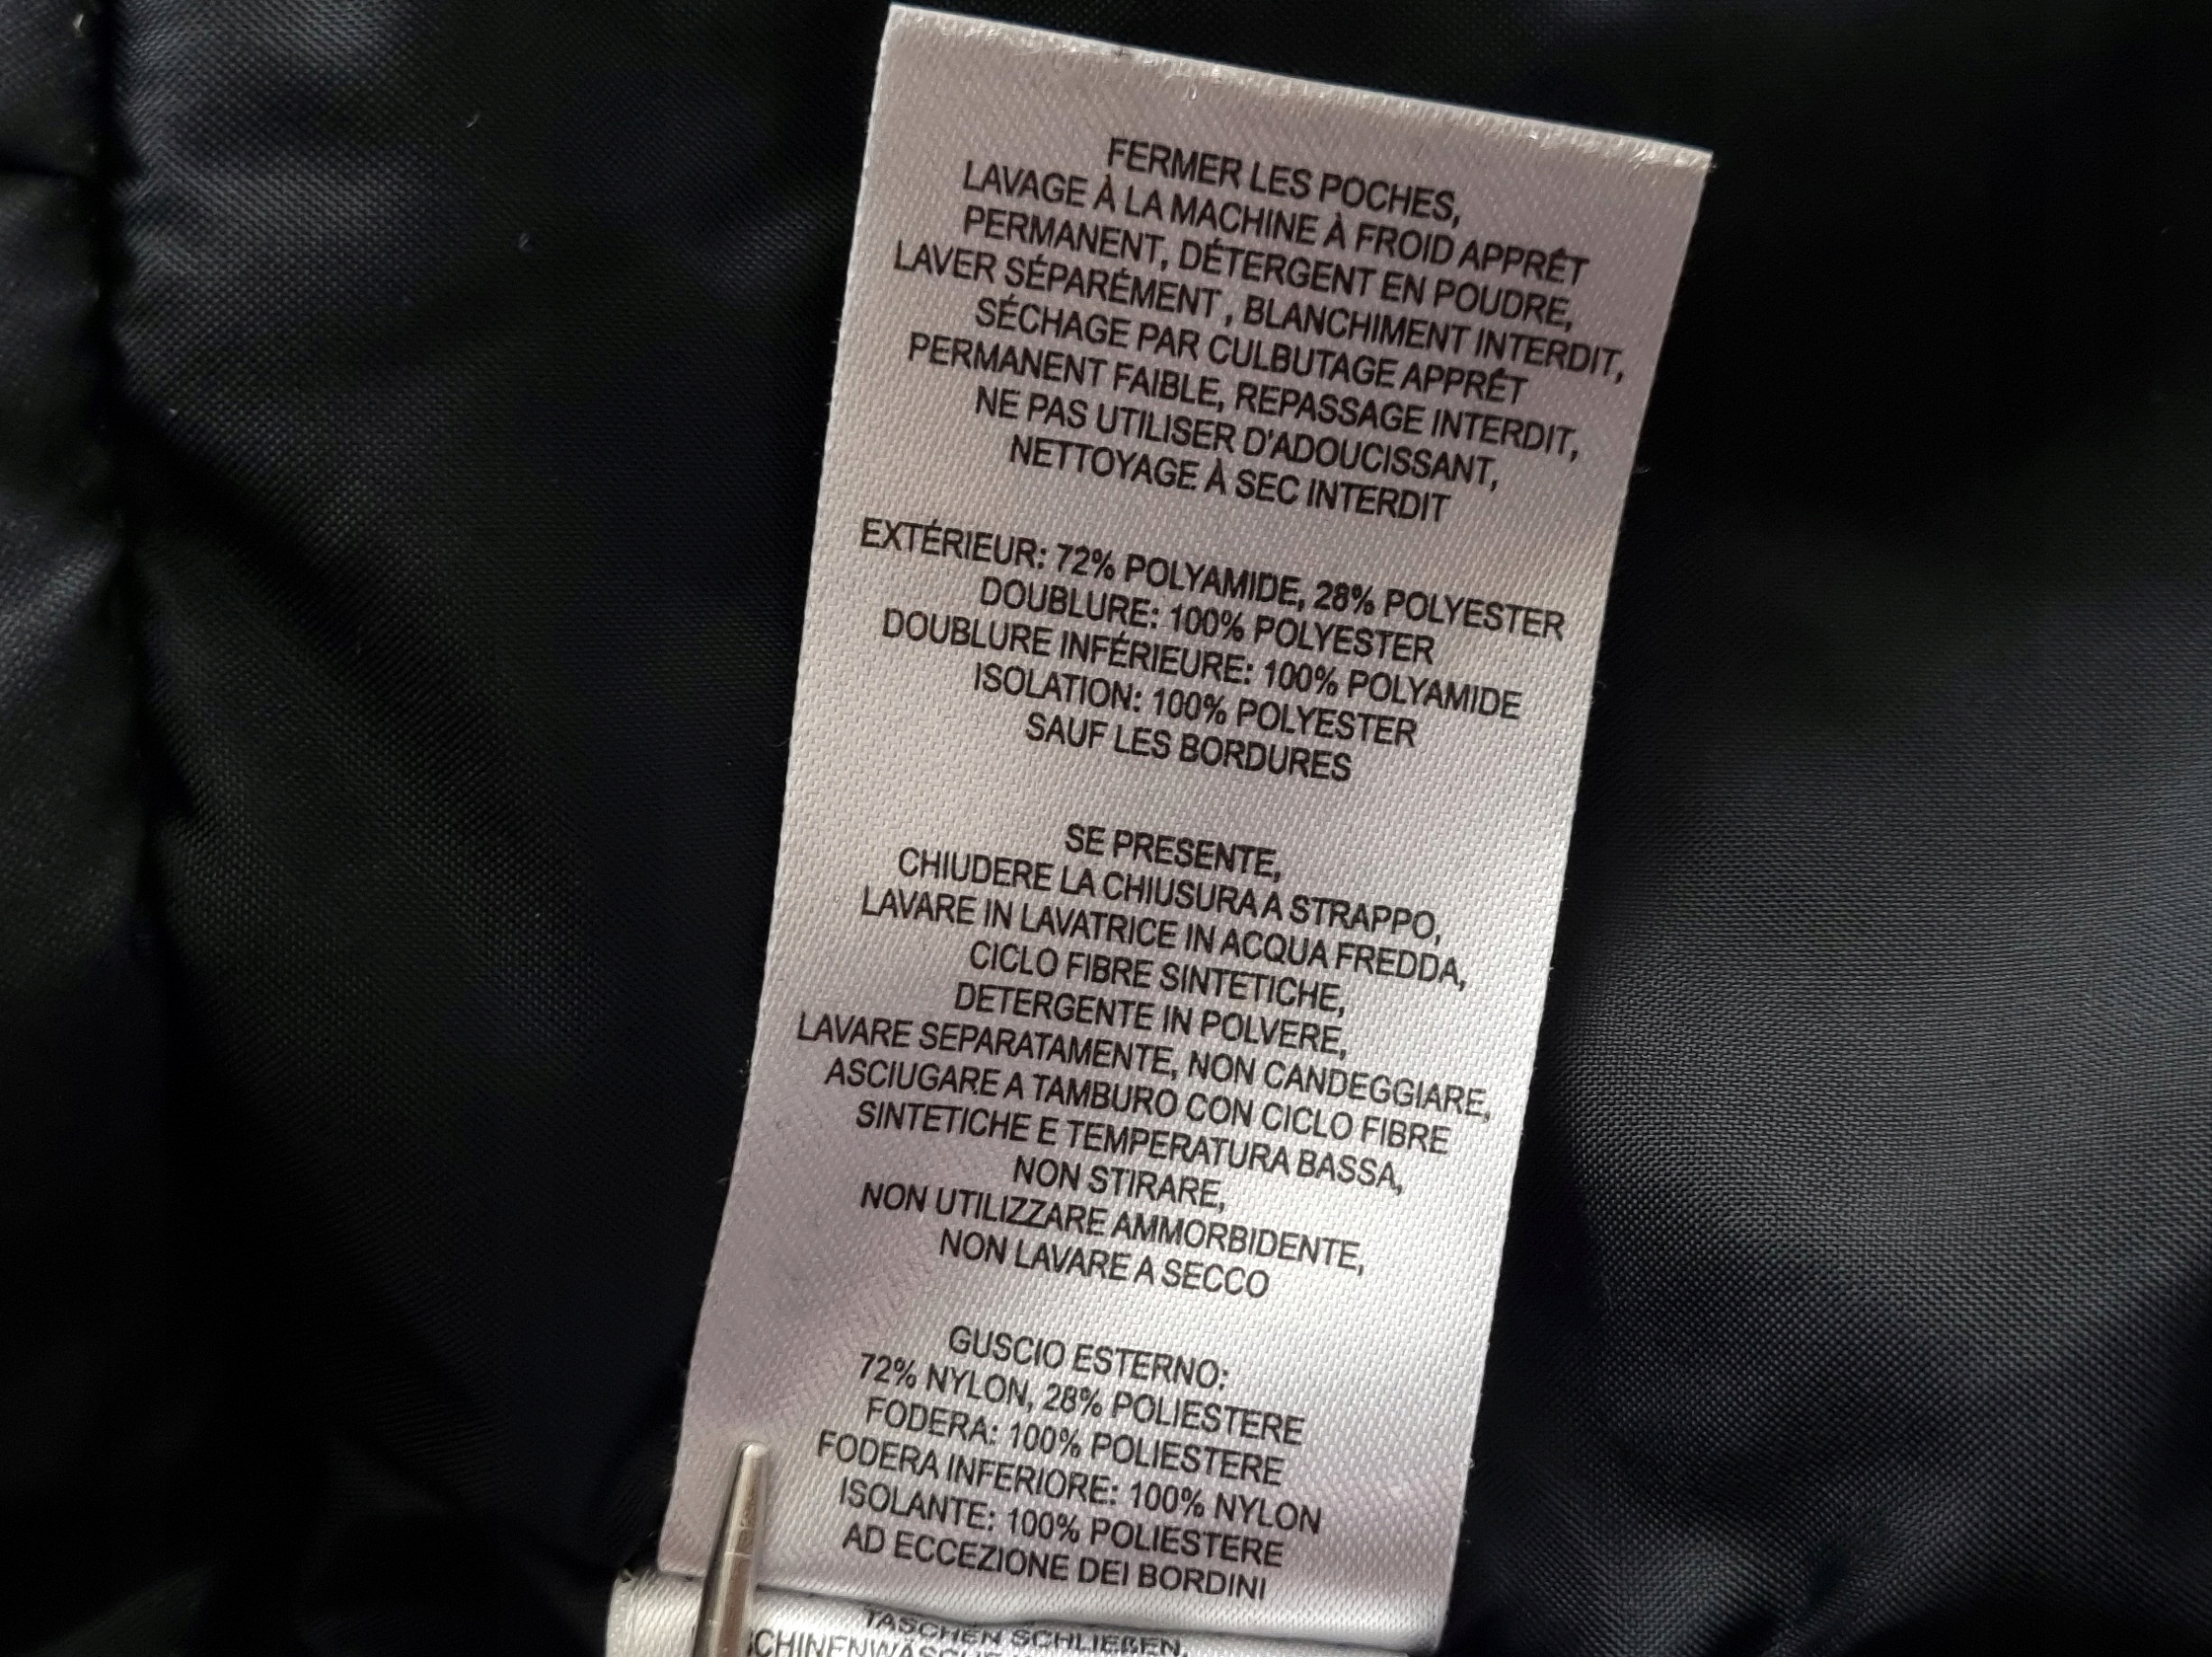 FERMER LES POCHES,
LAVAGE À LA MACHINE À FROID APPRÊT
PERMANENT, DÉTERGENT EN POUDRE,
LAVER SÉPARÉMENT , BLANCHIMENT INTERDIT,
SÉCHAGE PAR CULBUTAGE APPRÊT
PERMANENT FAIBLE, REPASSAGE INTERDIT,
NE PAS UTILISER D'ADOUCISSANT,
NETTOYAGE À SEC INTERDIT
EXTÉRIEUR: 72% POLYAMIDE, 28% POLYESTER
DOUBLURE: 100% POLYESTER
DOUBLURE INFÉRIEURE: 100% POLYAMIDE
ISOLATION: 100% POLYESTER
SAUF LES BORDURES
SE PRESENTE,
CHIUDERE LA CHIUSURA A STRAPPO,
LAVARE IN LAVATRICE IN ACQUA FREDDA,
CICLO FIBRE SINTETICHE,
DETERGENTE IN POLVERE,
LAVARE SEPARATAMENTE, NON CANDEGGIARE,
ASCIUGARE A TAMBURO CON CICLO FIBRE
SINTETICHE E TEMPERATURA BASSA,
NON STIRARE,
NON UTILIZZARE AMMORBIDENTE,
NON LAVARE A SECCO
GUSCIO ESTERNO:
72% NYLON, 28% POLIESTERE
FODERA: 100% POLIESTERE
FODERA INFERIORE: 100% NYLON
ISOLANTE: 100% POLIESTERE
AD ECCEZIONE DEI BORDINI
TASCHEN SCHLIEßEN,